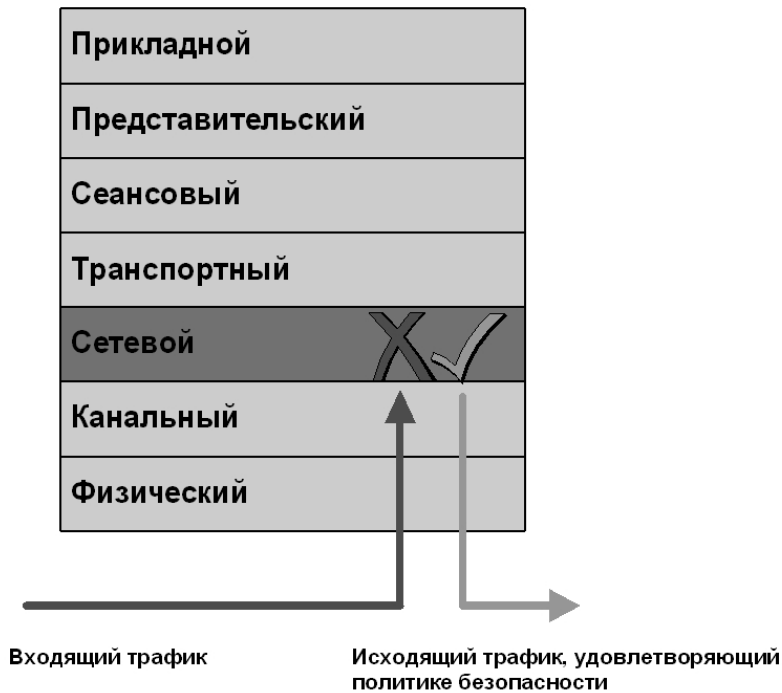 Прикладной
Представительский
Сеансовый
Транспортный
Сетевой
Канальный
Физический
Входящий трафик
Исходящий трафик, удовлетворяющий
политике безопасности